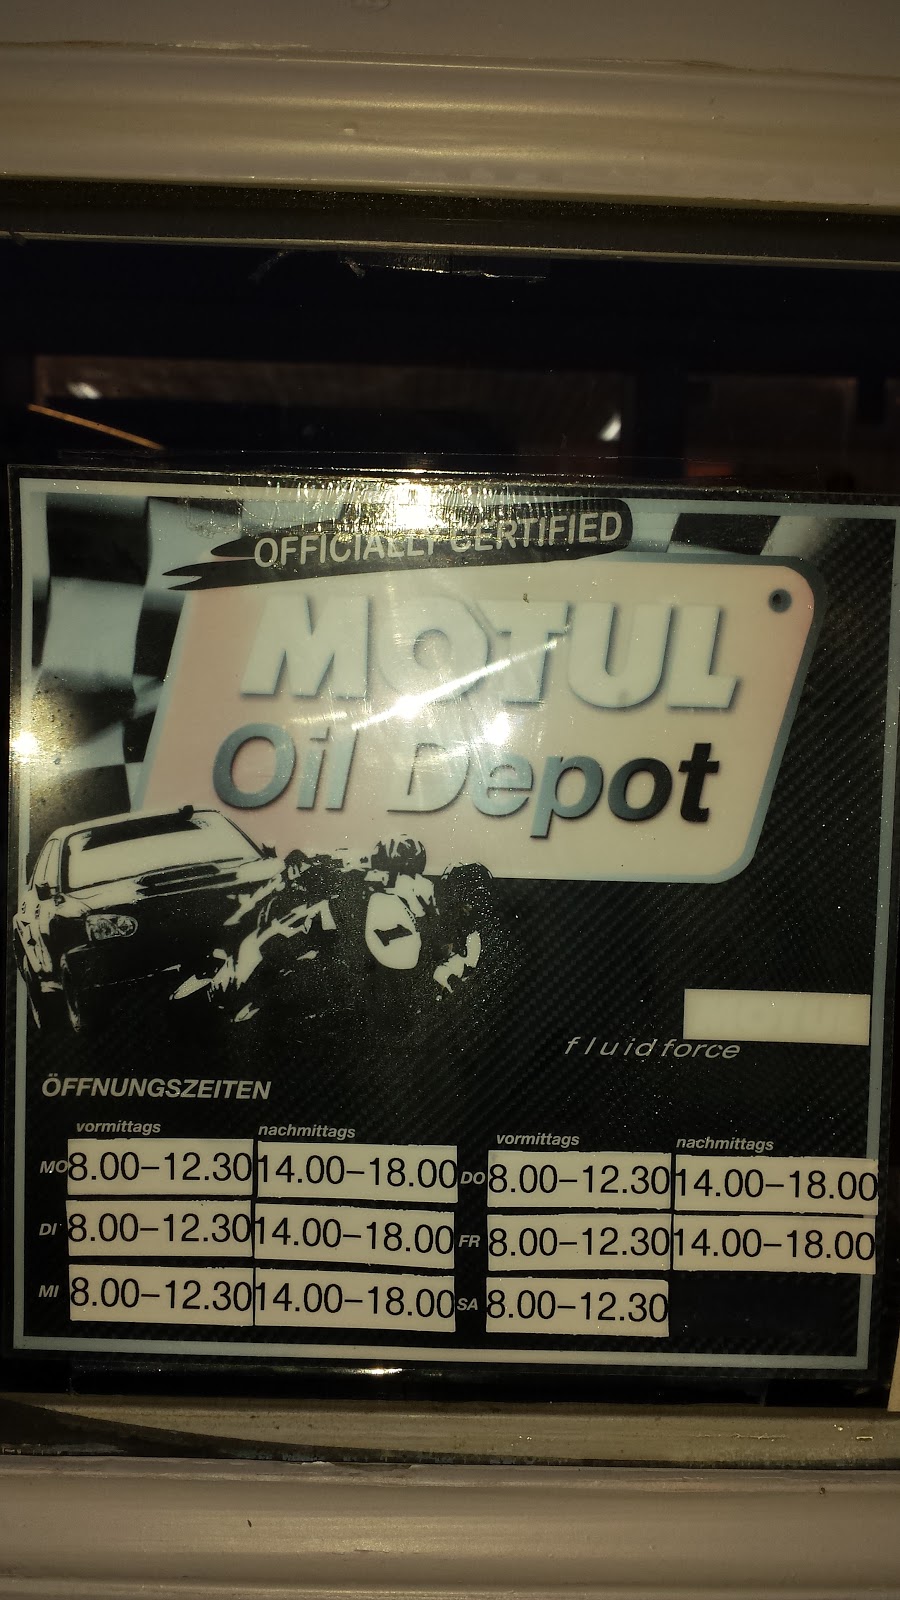 OFFICIALLY CERTIFIED
MOTUL
Oil Depot
MOTUL
fluidforce
ÖFFNUNGSZEITEN
vormittags nachmittags vormittags nachmittags
MO 8.00–12.30 14.00–18.00 DO 8.00–12.30 14.00–18.00
DI 8.00–12.30 14.00–18.00 FR 8.00–12.30 14.00–18.00
MI 8.00–12.30 14.00–18.00 SA 8.00–12.30